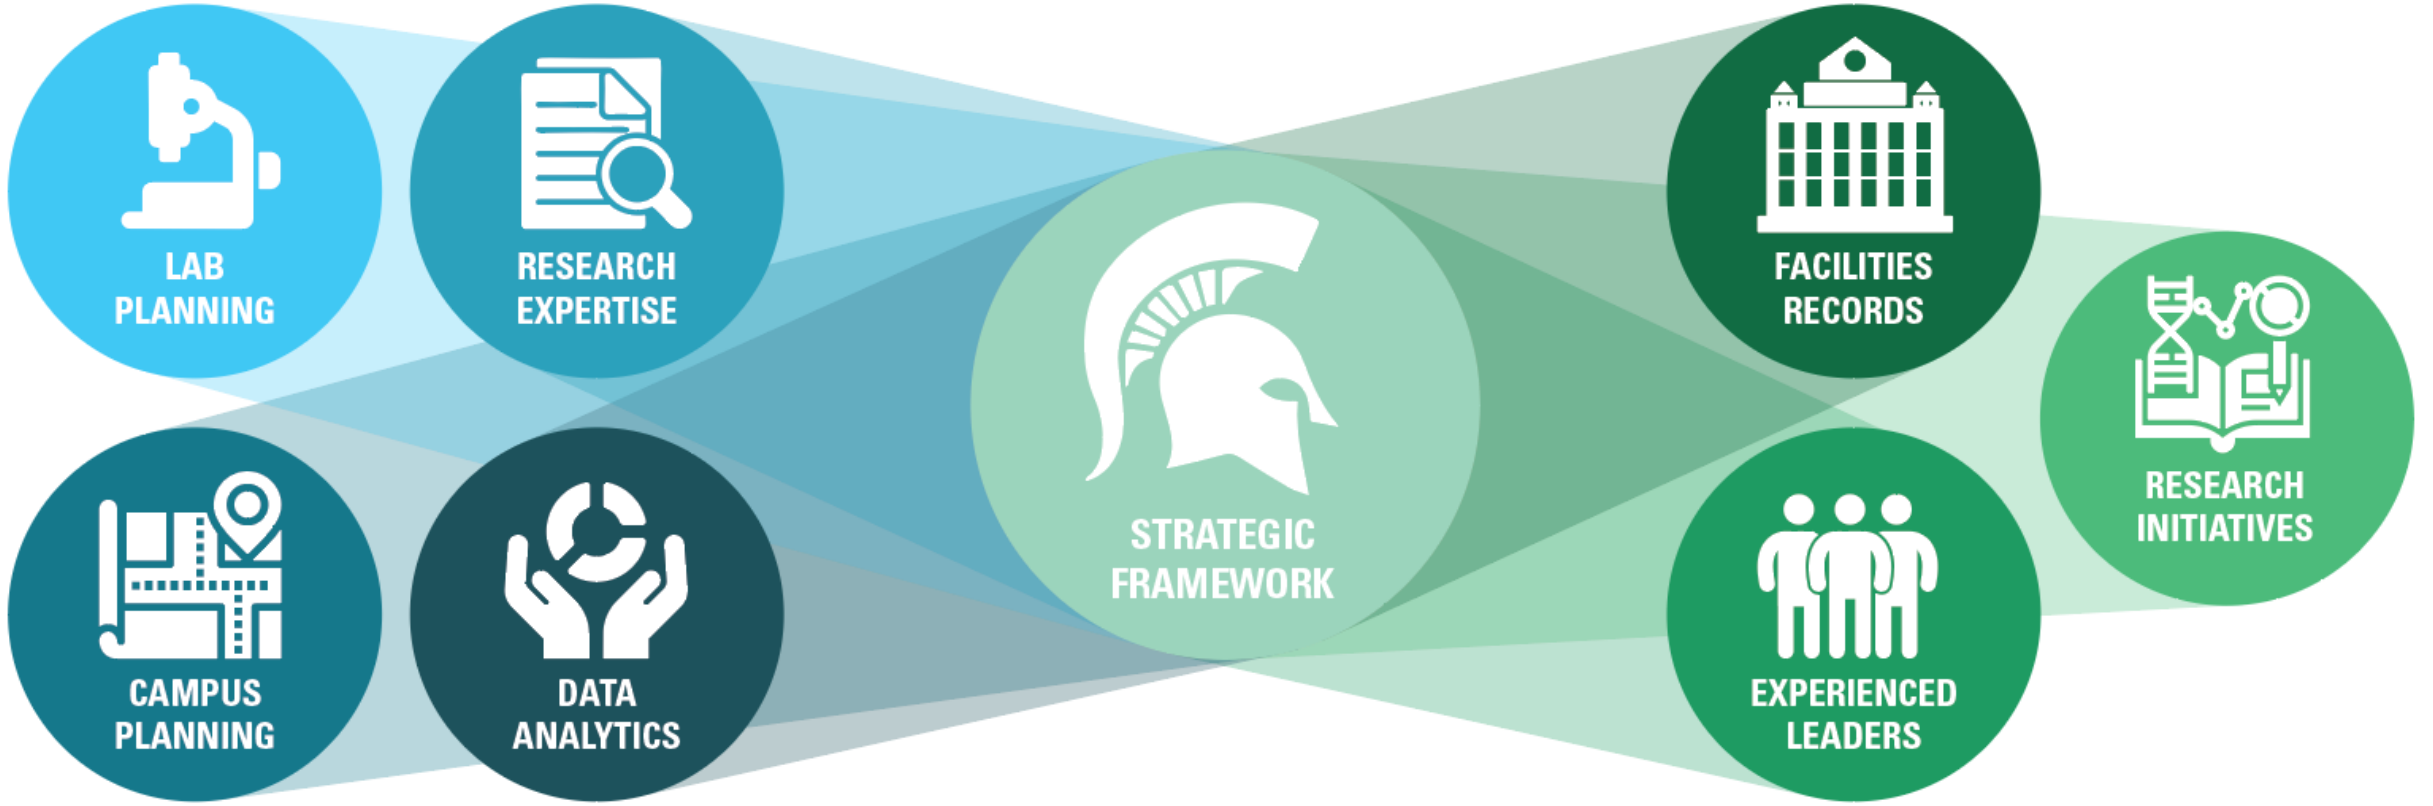 LAB
PLANNING
RESEARCH
EXPERTISE
CAMPUS
PLANNING
DATA
ANALYTICS
STRATEGIC
FRAMEWORK
FACILITIES
RECORDS
EXPERIENCED
LEADERS
RESEARCH
INITIATIVES